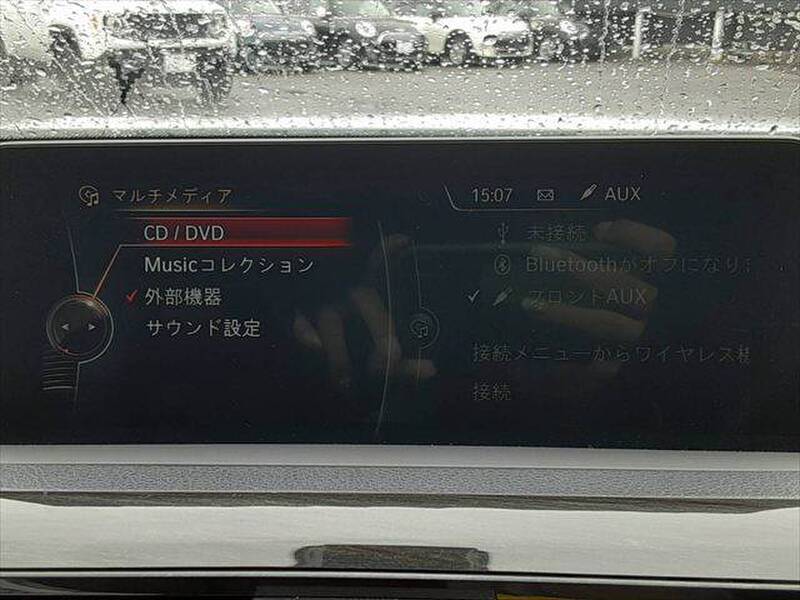 マルチメディア
15:07 AUX
CD / DVD
Musicコレクション
外部機器
サウンド設定
未接続
Bluetoothがオフになり
フロントAUX
接続メニューからワイヤレス
接続